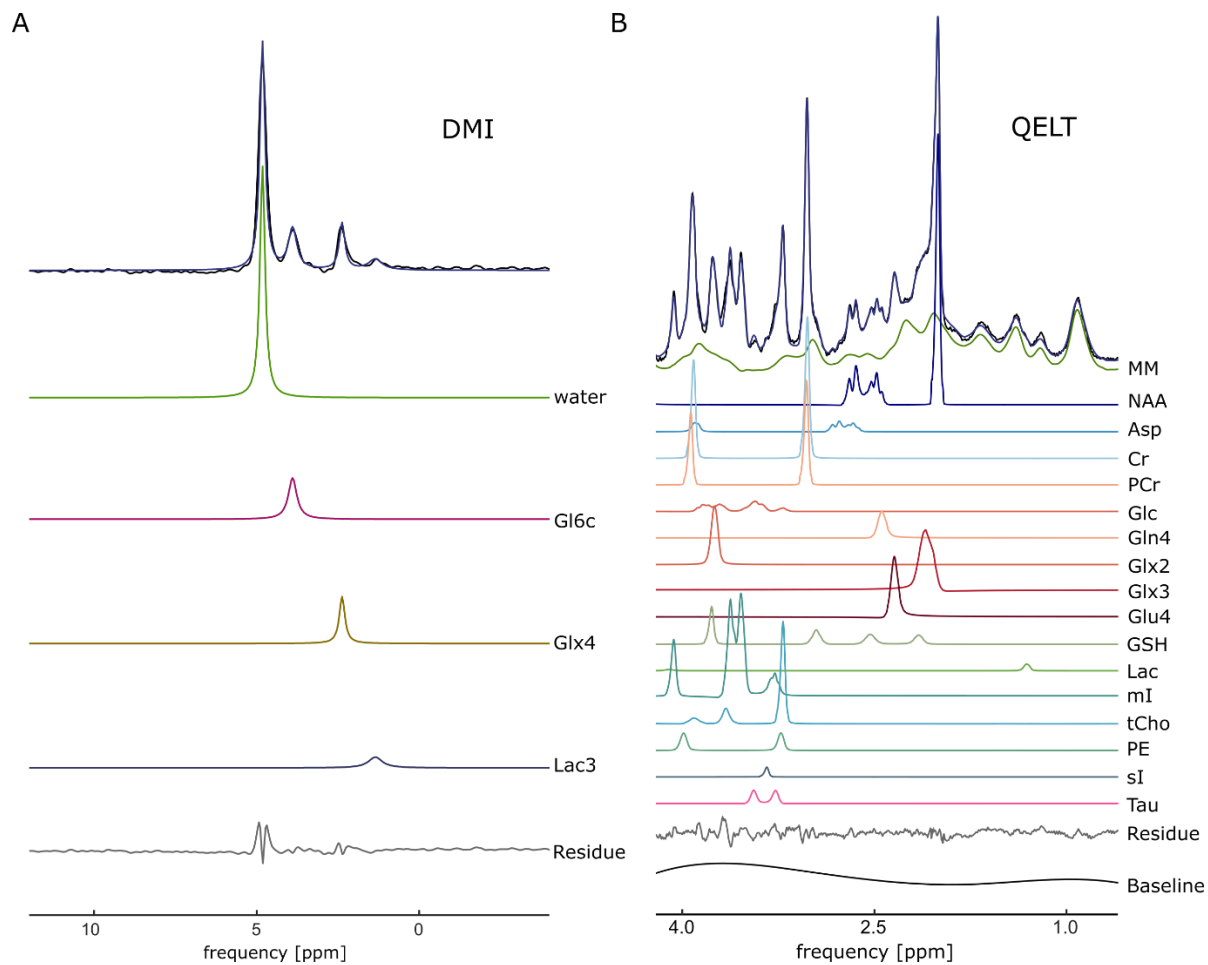 A
DMI
water
Gl6c
Glx4
Lac3
Residue
10
5
0
frequency [ppm]
B
QELT
MM
NAA
Asp
Cr
PCr
Glc
Gln4
Glx2
Glx3
Glu4
GSH
Lac
mI
tCho
PE
sI
Tau
Residue
Baseline
4.0
2.5
1.0
frequency [ppm]